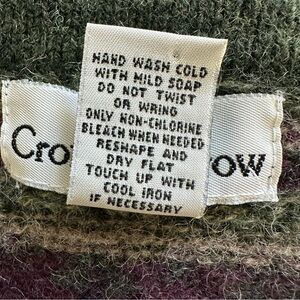 HAND WASH COLD
WITH MILD SOAP
DO NOT TWIST
OR WRING
ONLY NON-CHLORINE
BLEACH WHEN NEEDED
RESHAPE AND
DRY FLAT
TOUCH UP WITH
COOL IRON
IF NECESSARY
Cro
ow